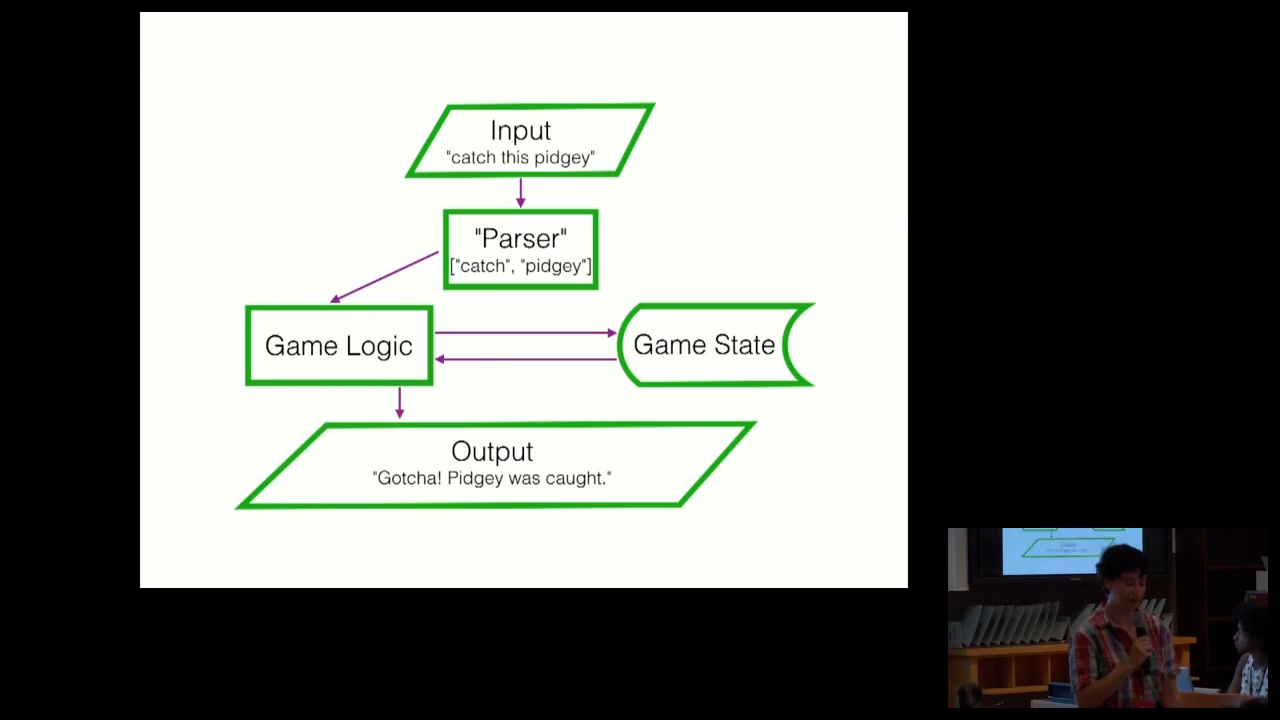 Input
"catch this pidgey"
"Parser"
["catch", "pidgey"]
Game Logic
Game State
Output
"Gotcha! Pidgey was caught."